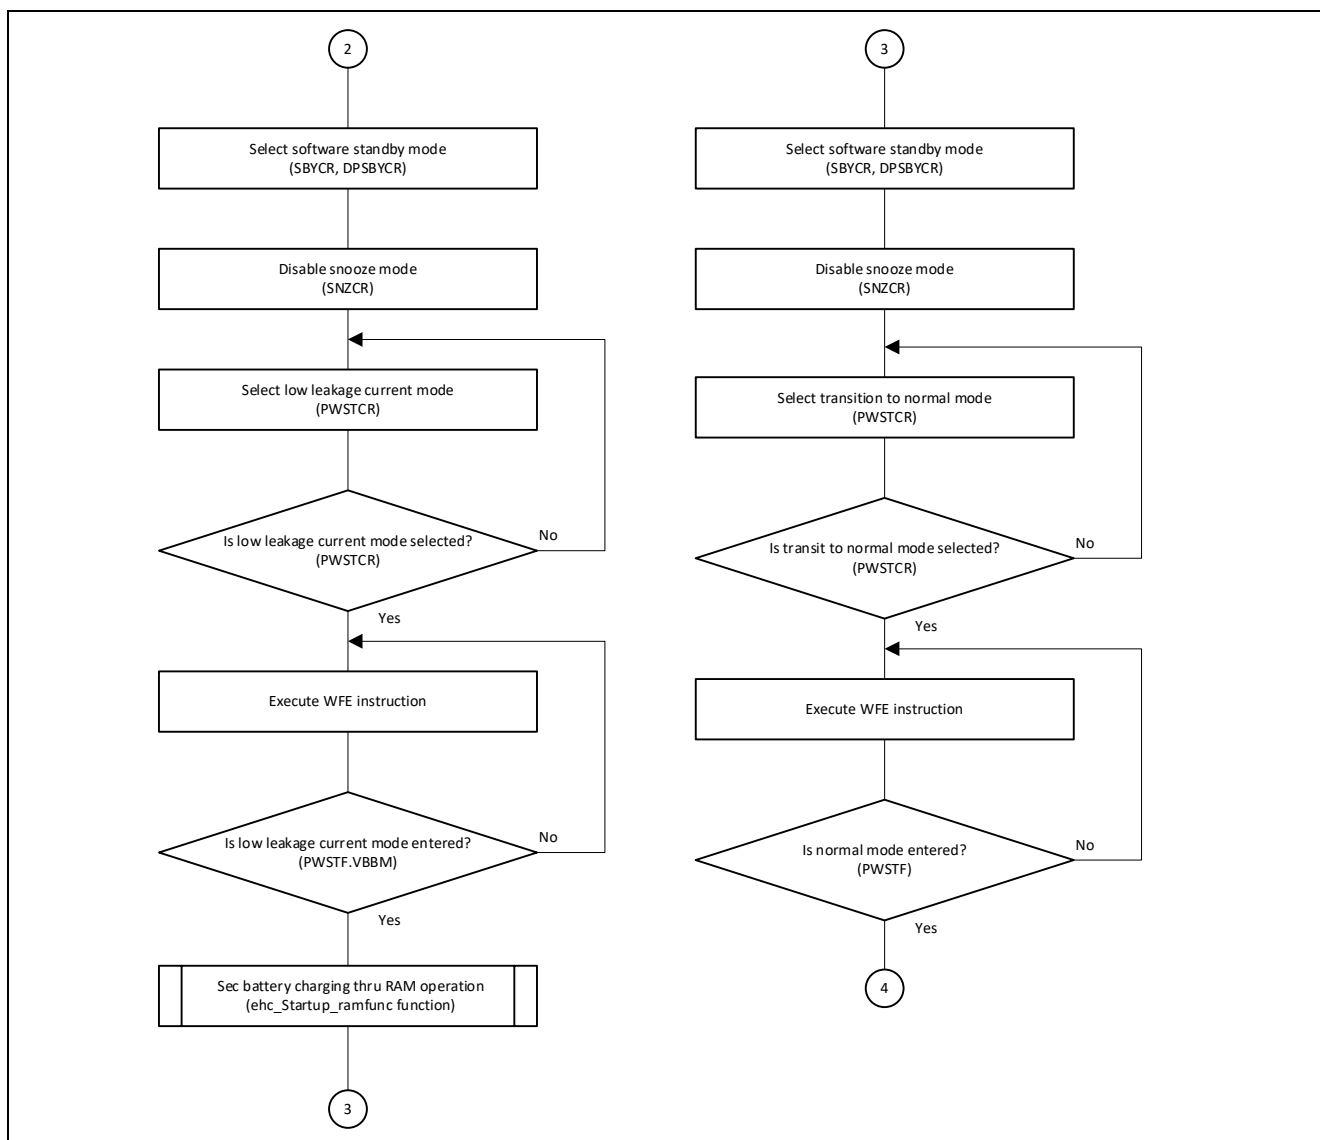 2
Select software standby mode
(SBYCR, DPSBYCR)
Disable snooze mode
(SNZCR)
Select low leakage current mode
(PWSTCR)
Is low leakage current mode selected?
(PWSTCR)
No
Yes
Execute WFE instruction
Is low leakage current mode entered?
(PWSTF.VBBM)
No
Yes
Sec battery charging thru RAM operation
(ehc_Startup_ramfunc function)
3
3
Select software standby mode
(SBYCR, DPSBYCR)
Disable snooze mode
(SNZCR)
Select transition to normal mode
(PWSTCR)
Is transit to normal mode selected?
(PWSTCR)
No
Yes
Execute WFE instruction
Is normal mode entered?
(PWSTF)
No
Yes
4